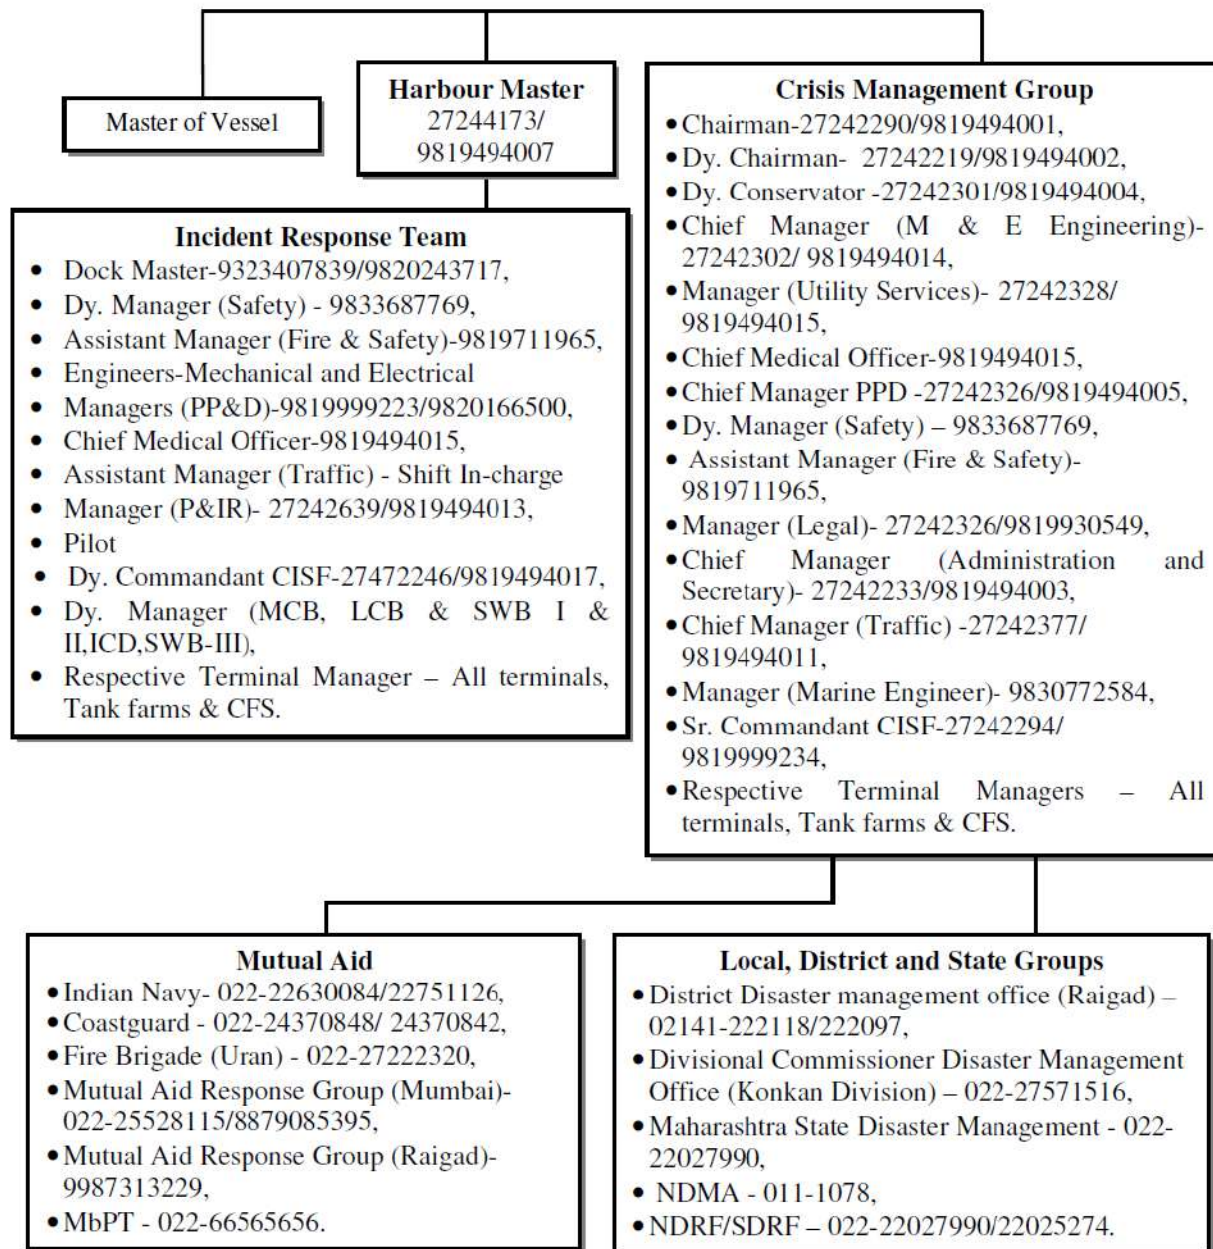 Master of Vessel
Harbour Master
27244173/
9819494007
Incident Response Team
• Dock Master-9323407839/9820243717,
• Dy. Manager (Safety) - 9833687769,
• Assistant Manager (Fire & Safety)-9819711965,
• Engineers-Mechanical and Electrical
• Managers (PP&D)-9819999223/9820166500,
• Chief Medical Officer-9819494015,
• Assistant Manager (Traffic) - Shift In-charge
• Manager (P&IR)- 27242639/9819494013,
• Pilot
• Dy. Commandant CISF-27472246/9819494017,
• Dy. Manager (MCB, LCB & SWB I &
II,ICD,SWB-III),
• Respective Terminal Manager – All terminals,
Tank farms & CFS.
Crisis Management Group
• Chairman-27242290/9819494001,
• Dy. Chairman- 27242219/9819494002,
• Dy. Conservator -27242301/9819494004,
• Chief Manager (M & E Engineering)-
27242302/ 9819494014,
• Manager (Utility Services)- 27242328/
9819494015,
• Chief Medical Officer-9819494015,
• Chief Manager PPD -27242326/9819494005,
• Dy. Manager (Safety) – 9833687769,
• Assistant Manager (Fire & Safety)-
9819711965,
• Manager (Legal)- 27242326/9819930549,
• Chief Manager (Administration and
Secretary)- 27242233/9819494003,
• Chief Manager (Traffic) -27242377/
9819494011,
• Manager (Marine Engineer)- 9830772584,
• Sr. Commandant CISF-27242294/
9819999234,
• Respective Terminal Managers – All
terminals, Tank farms & CFS.
Mutual Aid
• Indian Navy- 022-22630084/22751126,
• Coastguard - 022-24370848/ 24370842,
• Fire Brigade (Uran) - 022-27222320,
• Mutual Aid Response Group (Mumbai)-
022-25528115/8879085395,
• Mutual Aid Response Group (Raigad)-
9987313229,
• MbPT - 022-66565656.
Local, District and State Groups
• District Disaster management office (Raigad) –
02141-222118/222097,
• Divisional Commissioner Disaster Management
Office (Konkan Division) – 022-27571516,
• Maharashtra State Disaster Management - 022-
22027990,
• NDMA - 011-1078,
• NDRF/SDRF – 022-22027990/22025274.